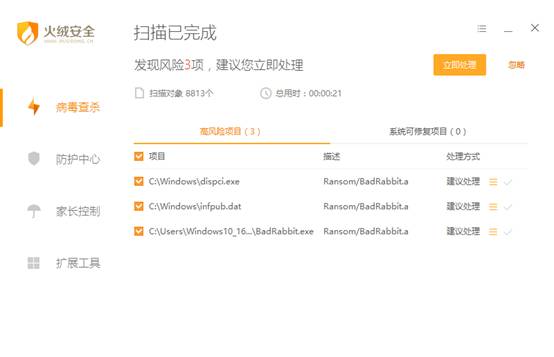 火绒安全
WWW.HUORONG.CN
病毒查杀
防护中心
家长控制
扩展工具
扫描已完成
发现风险3项，建议您立即处理
立即处理
忽略
扫描对象 8813个
总用时：00:00:21
高风险项目（3）
系统可修复项目（0）
项目 描述 处理方式
C:\Windows\dispci.exe Ransom/BadRabbit.a 建议处理
C:\Windows\infpub.dat Ransom/BadRabbit.a 建议处理
C:\Users\Windows10_16...\BadRabbit.exe Ransom/BadRabbit.a 建议处理